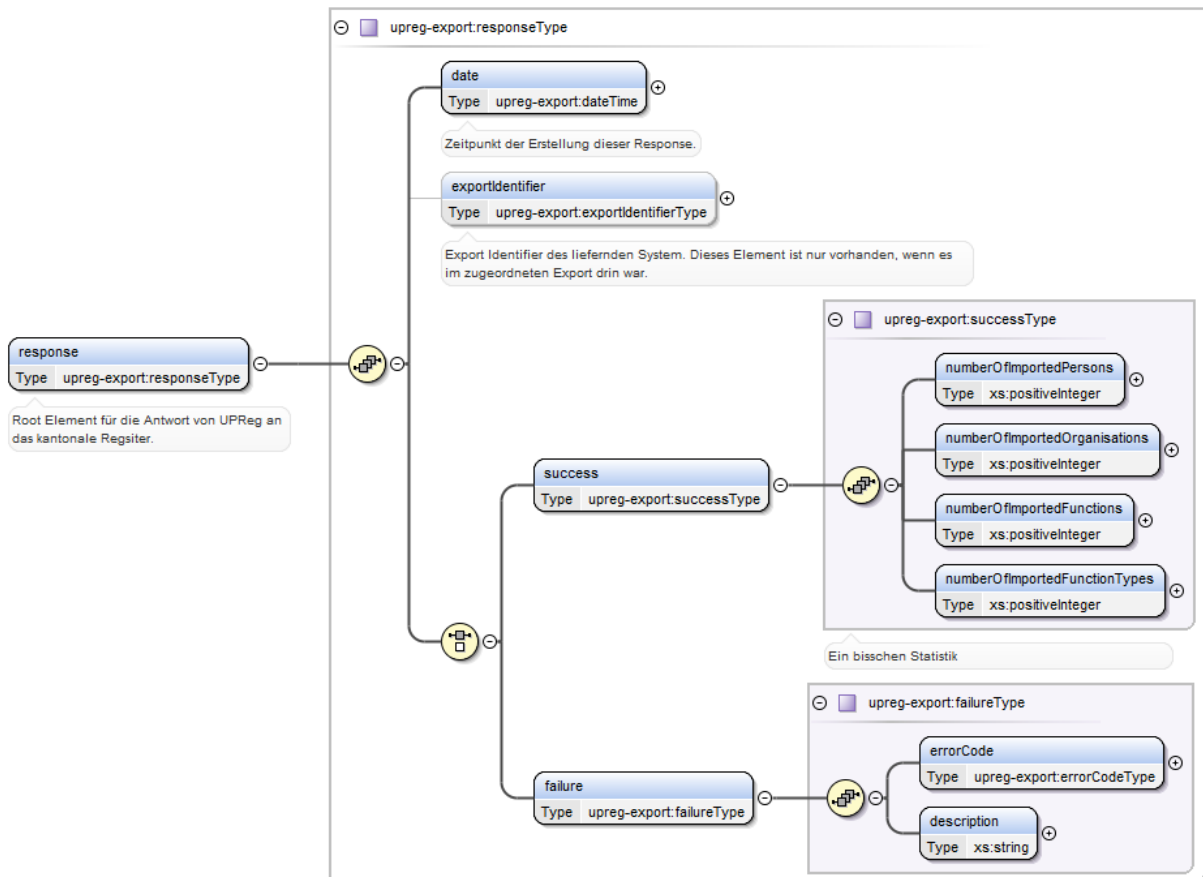 upreg-export:responseType
date
Type upreg-export:dateTime
Zeitpunkt der Erstellung dieser Response.
exportIdentifier
Type upreg-export:exportIdentifierType
Export Identifier des liefernden System. Dieses Element ist nur vorhanden, wenn es
im zugeordneten Export drin war.
response
Type upreg-export:responseType
Root Element für die Antwort von UPReg an
das kantonale Regsiter.
success
Type upreg-export:successType
upreg-export:successType
numberOfImportedPersons
Type xs:positiveInteger
numberOfImportedOrganisations
Type xs:positiveInteger
numberOfImportedFunctions
Type xs:positiveInteger
numberOfImportedFunctionTypes
Type xs:positiveInteger
Ein bisschen Statistik
failure
Type upreg-export:failureType
upreg-export:failureType
errorCode
Type upreg-export:errorCodeType
description
Type xs:string